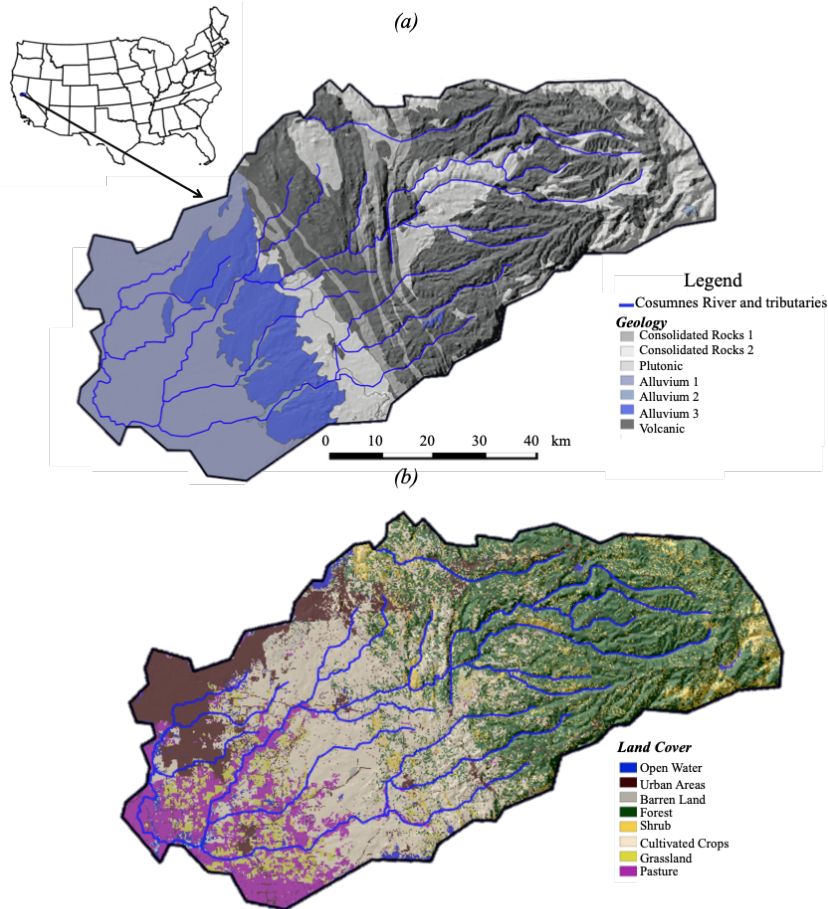 (a)
Legend
Cosumnes River and tributaries
Geology
Consolidated Rocks 1
Consolidated Rocks 2
Plutonic
Alluvium 1
Alluvium 2
Alluvium 3
Volcanic
0 10 20 30 40 km
(b)
Land Cover
Open Water
Urban Areas
Barren Land
Forest
Shrub
Cultivated Crops
Grassland
Pasture